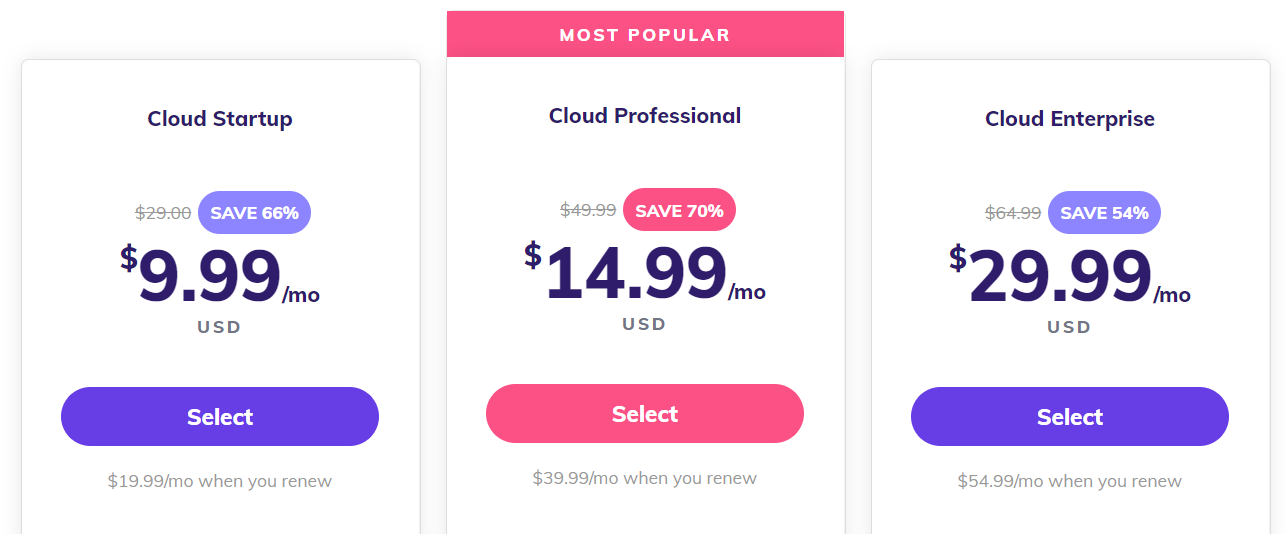 MOST POPULAR
Cloud Startup
$29.00 SAVE 66%
$9.99/mo
USD
Select
$19.99/mo when you renew
Cloud Professional
$49.99 SAVE 70%
$14.99/mo
USD
Select
$39.99/mo when you renew
Cloud Enterprise
$64.99 SAVE 54%
$29.99/mo
USD
Select
$54.99/mo when you renew